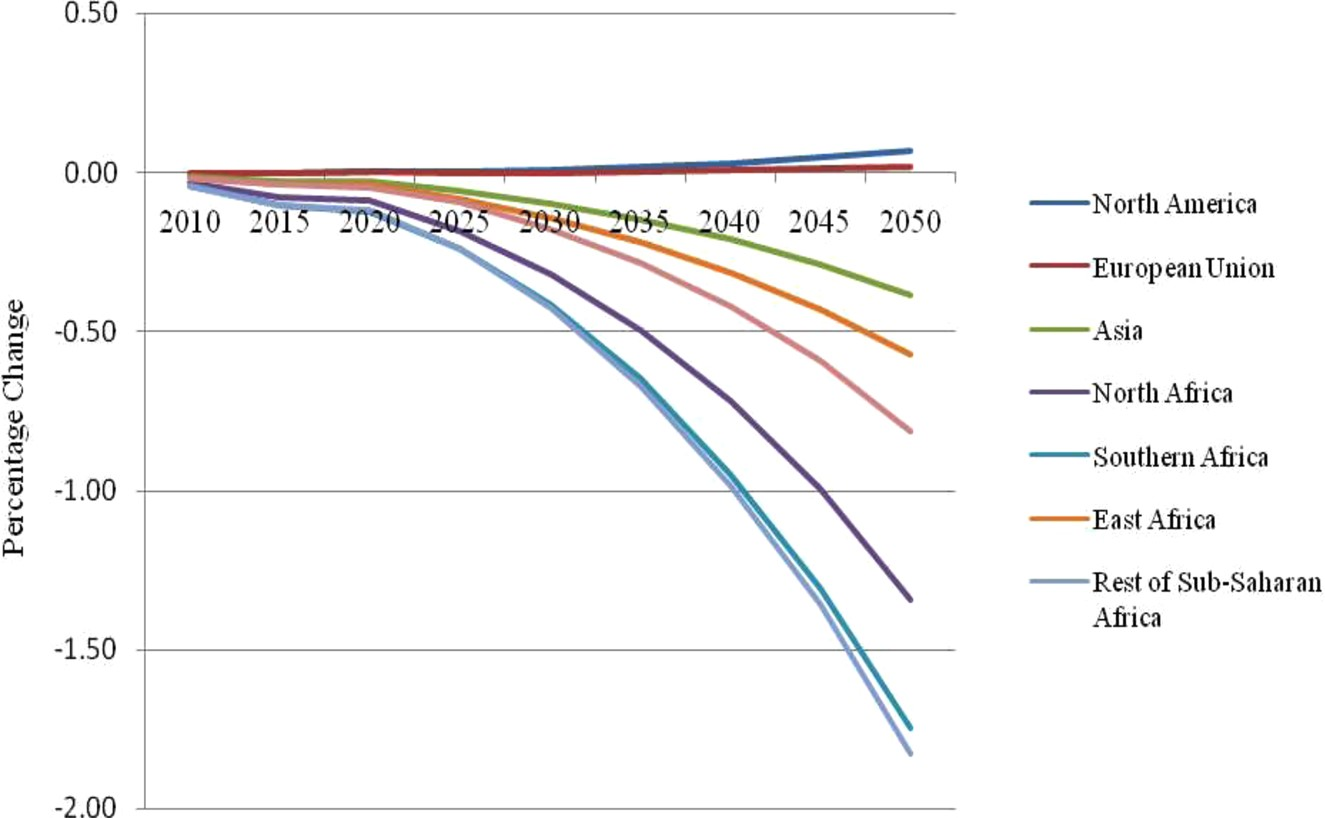 0.50
0.00
-0.50
-1.00
-1.50
-2.00
Percentage Change
2010 2015 2020 2025 2030 2035 2040 2045 2050
North America
European Union
Asia
North Africa
Southern Africa
East Africa
Rest of Sub-Saharan
Africa